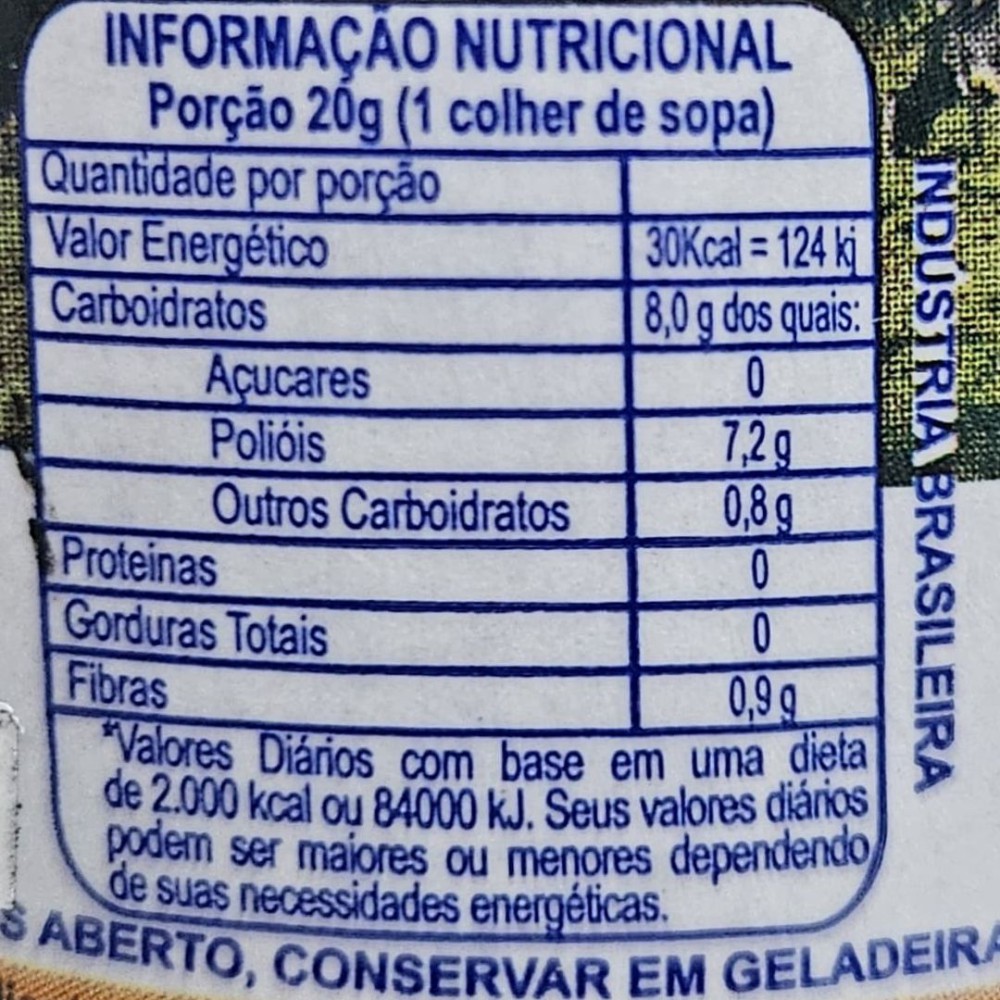 INFORMAÇÃO NUTRICIONAL
Porção 20g (1 colher de sopa)
Quantidade por porção
Valor Energético 30Kcal = 124 kj
Carboidratos 8,0 g dos quais:
Açucares 0
Polióis 7,2 g
Outros Carboidratos 0,8 g
Proteinas 0
Gorduras Totais 0
Fibras 0,9 g
*Valores Diários com base em uma dieta
de 2.000 kcal ou 84000 kJ. Seus valores diários
podem ser maiores ou menores dependendo
de suas necessidades energéticas.
INDÚSTRIA BRASILEIRA
S ABERTO, CONSERVAR EM GELADEIRA